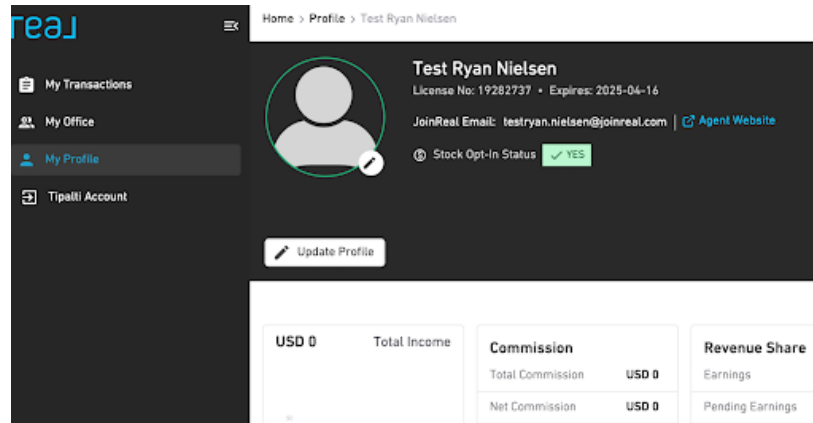 real
My Transactions
My Office
My Profile
Tipalti Account
Home > Profile > Test Ryan Nielsen
Test Ryan Nielsen
License No: 19282737 • Expires: 2025-04-16
JoinReal Email: testryan.nielsen@joinreal.com | Agent Website
Stock Opt-In Status ✓ YES
Update Profile
USD 0 Total Income
Commission
Total Commission USD 0
Net Commission USD 0
Revenue Share
Earnings
Pending Earnings